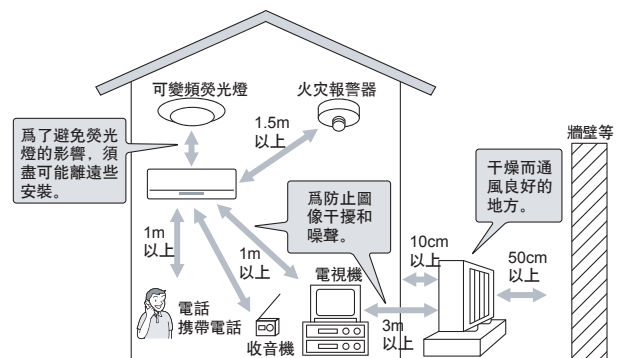 可變頻熒光燈
火灾報警器
1.5m
以上
爲了避免熒光
燈的影響，須
盡可能離遠些
安裝。
牆壁等
干燥而通
風良好的
地方。
爲防止圖
像干擾和
噪聲。
1m
以上
1m
以上
10cm
以上
50cm
以上
電視機
電話
携帶電話
收音機
3m
以上